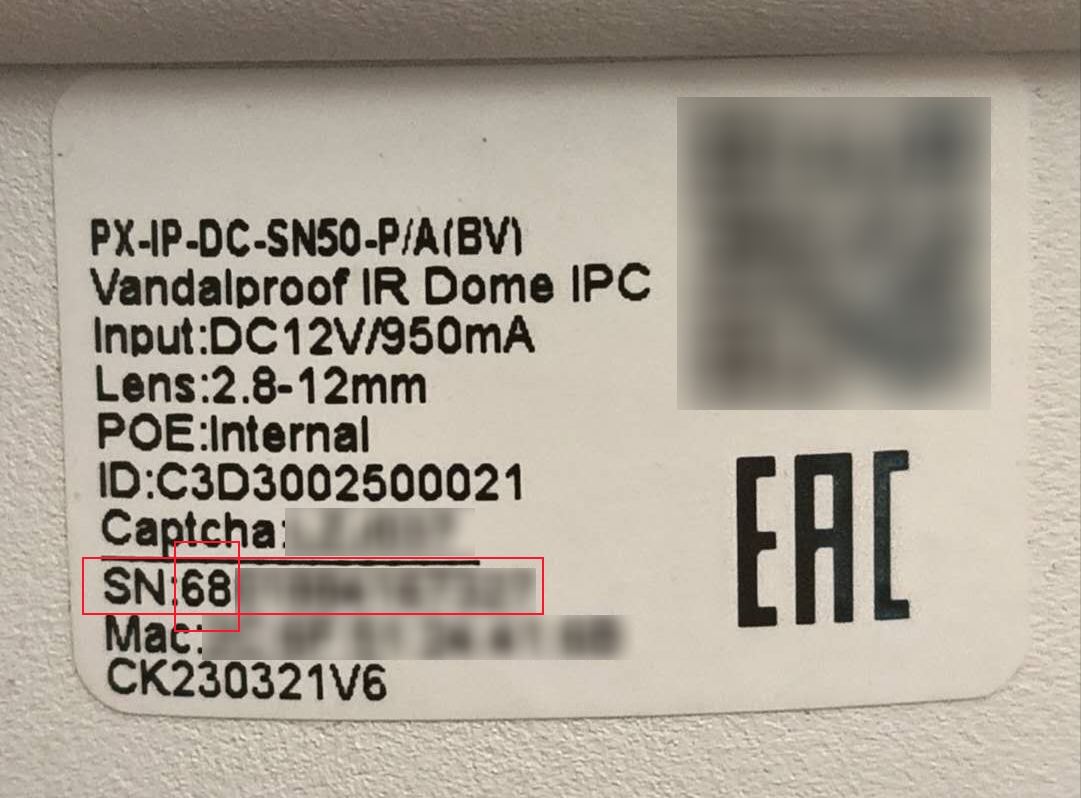 PX-IP-DC-SN50-P/A(BV)
Vandalproof IR Dome IPC
Input:DC12V/950mA
Lens:2.8-12mm
POE:Internal
ID:C3D3002500021
Captcha:
SN:68
Mac:
CK230321V6
EAC